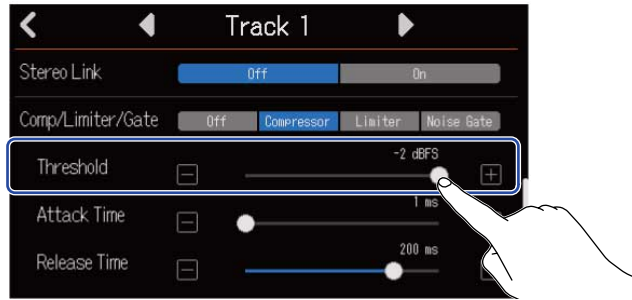 Track 1
Stereo Link Off On
Comp/Limiter/Gate Off Compressor Limiter Noise Gate
Threshold -2 dBFS
Attack Time 1 ms
Release Time 200 ms